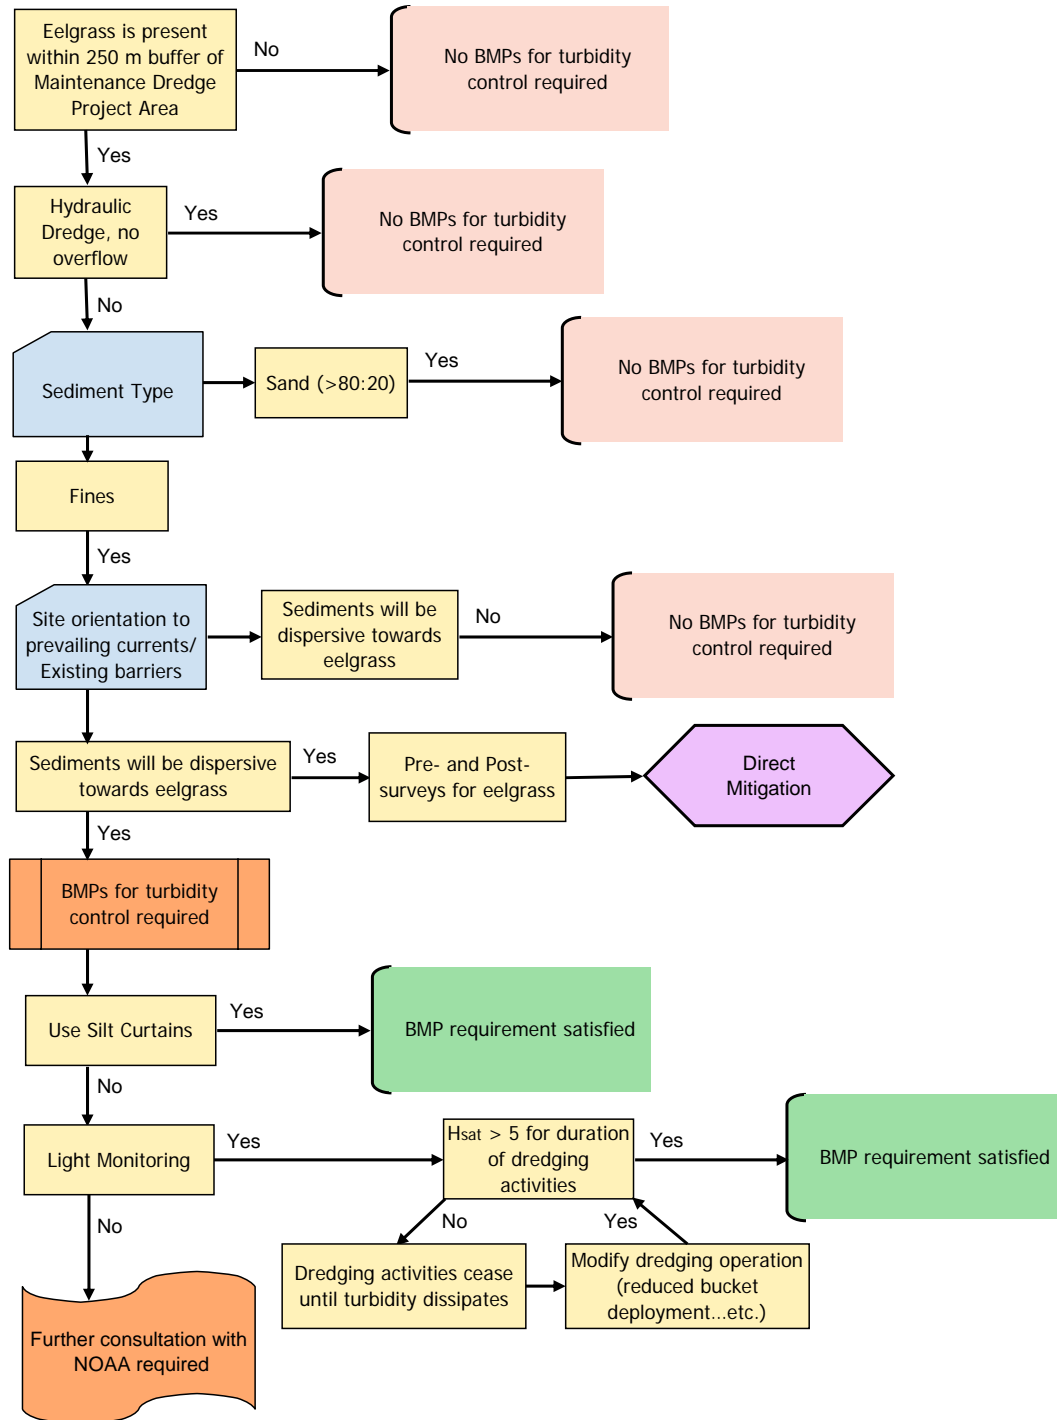 Eelgrass is present
within 250 m buffer of
Maintenance Dredge
Project Area
No
No BMPs for turbidity
control required
Yes
Hydraulic
Dredge, no
overflow
Yes
No BMPs for turbidity
control required
No
Sediment Type
Sand (>80:20)
Yes
No BMPs for turbidity
control required
Fines
Yes
Site orientation to
prevailing currents/
Existing barriers
Sediments will be
dispersive towards
eelgrass
No
No BMPs for turbidity
control required
Sediments will be dispersive
towards eelgrass
Yes
Pre- and Post-
surveys for eelgrass
Direct
Mitigation
Yes
BMPs for turbidity
control required
Use Silt Curtains
Yes
BMP requirement satisfied
No
Light Monitoring
Yes
Hsat > 5 for duration
of dredging
activities
Yes
BMP requirement satisfied
No
No
Yes
Dredging activities cease
until turbidity dissipates
Modify dredging operation
(reduced bucket
deployment...etc.)
Further consultation with
NOAA required